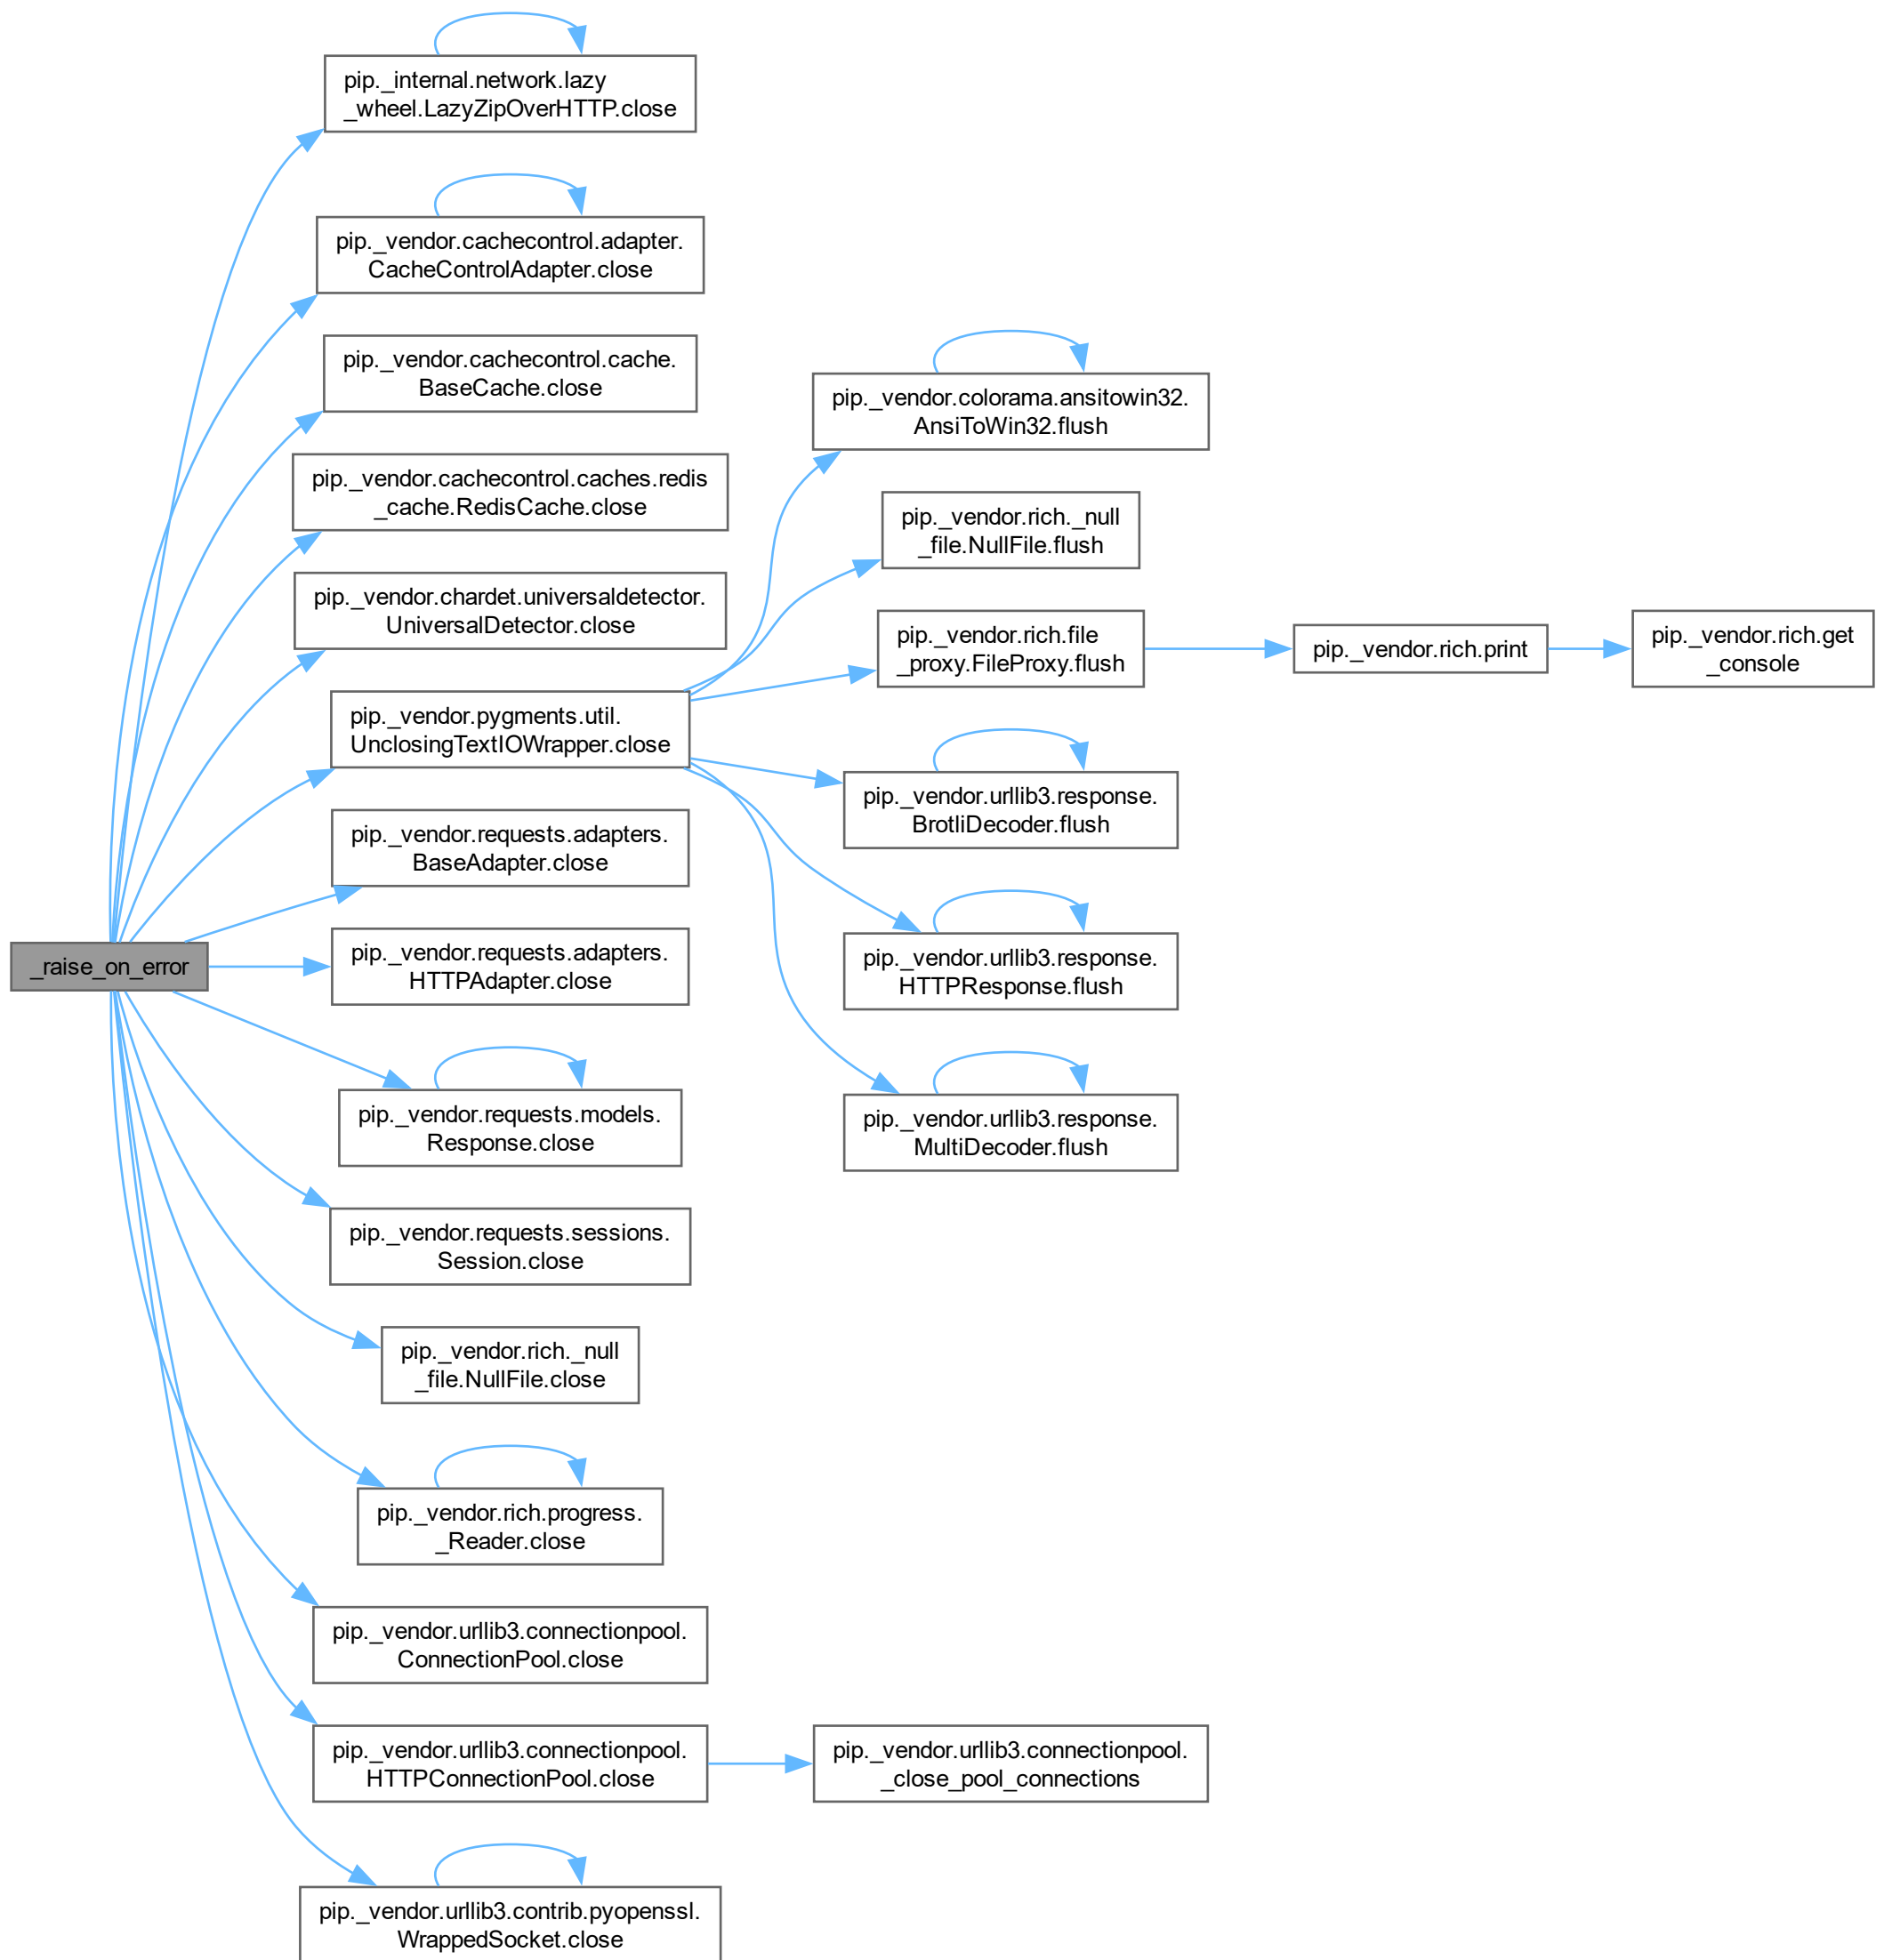 _raise_on_error
pip._internal.network.lazy
_wheel.LazyZipOverHTTP.close
pip._vendor.cachecontrol.adapter.
CacheControlAdapter.close
pip._vendor.cachecontrol.cache.
BaseCache.close
pip._vendor.cachecontrol.caches.redis
_cache.RedisCache.close
pip._vendor.chardet.universaldetector.
UniversalDetector.close
pip._vendor.pygments.util.
UnclosingTextIOWrapper.close
pip._vendor.requests.adapters.
BaseAdapter.close
pip._vendor.requests.adapters.
HTTPAdapter.close
pip._vendor.requests.models.
Response.close
pip._vendor.requests.sessions.
Session.close
pip._vendor.rich._null
_file.NullFile.close
pip._vendor.rich.progress.
_Reader.close
pip._vendor.urllib3.connectionpool.
ConnectionPool.close
pip._vendor.urllib3.connectionpool.
HTTPConnectionPool.close
pip._vendor.urllib3.contrib.pyopenssl.
WrappedSocket.close
pip._vendor.colorama.ansitowin32.
AnsiToWin32.flush
pip._vendor.rich._null
_file.NullFile.flush
pip._vendor.rich.file
_proxy.FileProxy.flush
pip._vendor.urllib3.response.
BrotliDecoder.flush
pip._vendor.urllib3.response.
HTTPResponse.flush
pip._vendor.urllib3.response.
MultiDecoder.flush
pip._vendor.urllib3.connectionpool.
_close_pool_connections
pip._vendor.rich.print
pip._vendor.rich.get
_console